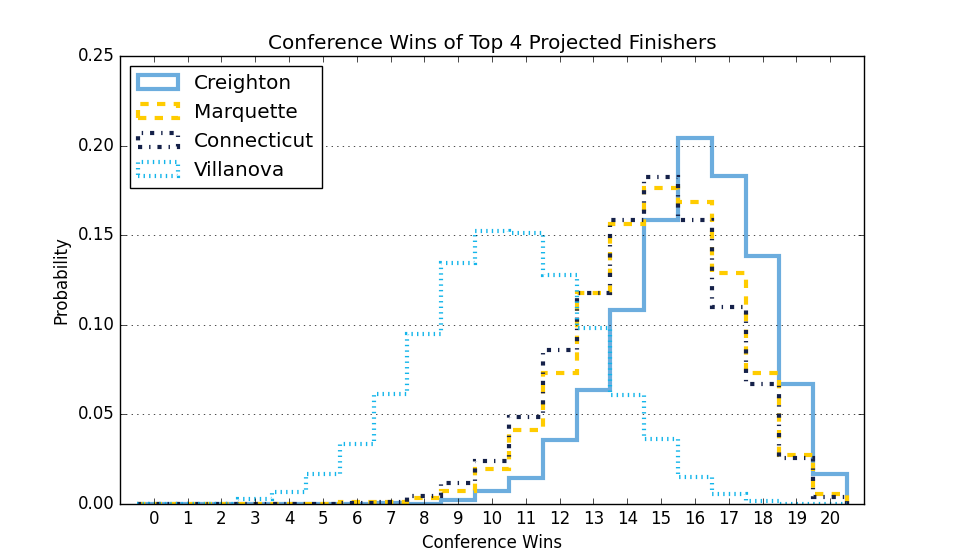 Conference Wins of Top 4 Projected Finishers
Creighton
Marquette
Connecticut
Villanova
0.25
0.20
0.15
0.10
0.05
0.00
Probability
0 1 2 3 4 5 6 7 8 9 10 11 12 13 14 15 16 17 18 19 20
Conference Wins